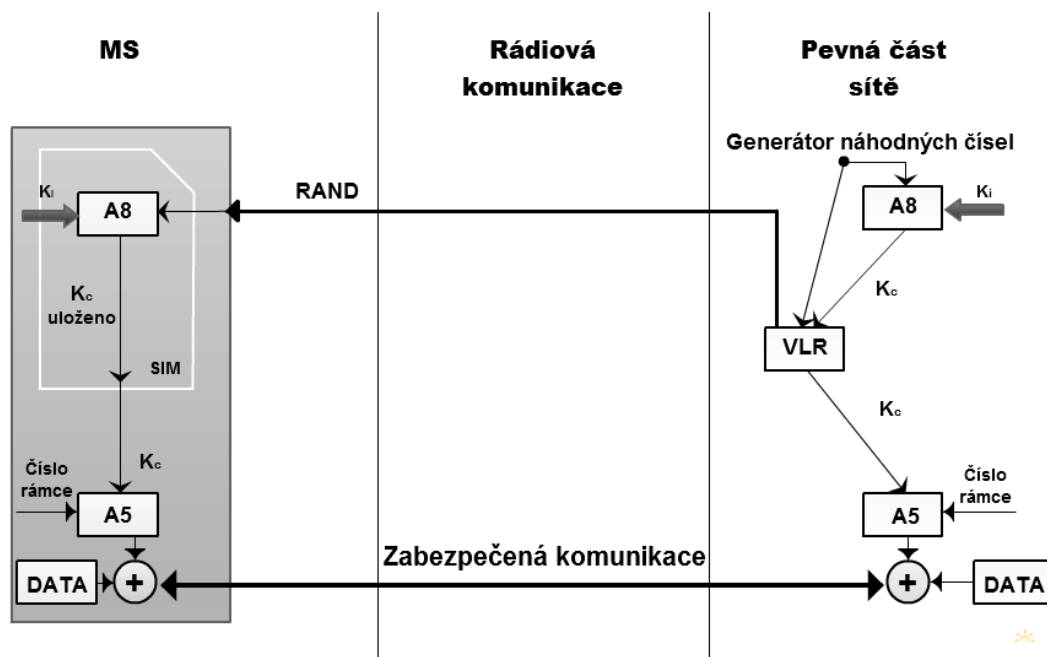 MS
Rádiová
komunikace
Pevná část
sítě
Generátor náhodných čísel
RAND
Ki
A8
A8
Ki
Kc
uloženo
Kc
VLR
SIM
Kc
Kc
Číslo
rámce
A5
A5
Číslo
rámce
Zabezpečená komunikace
DATA
+
+
DATA